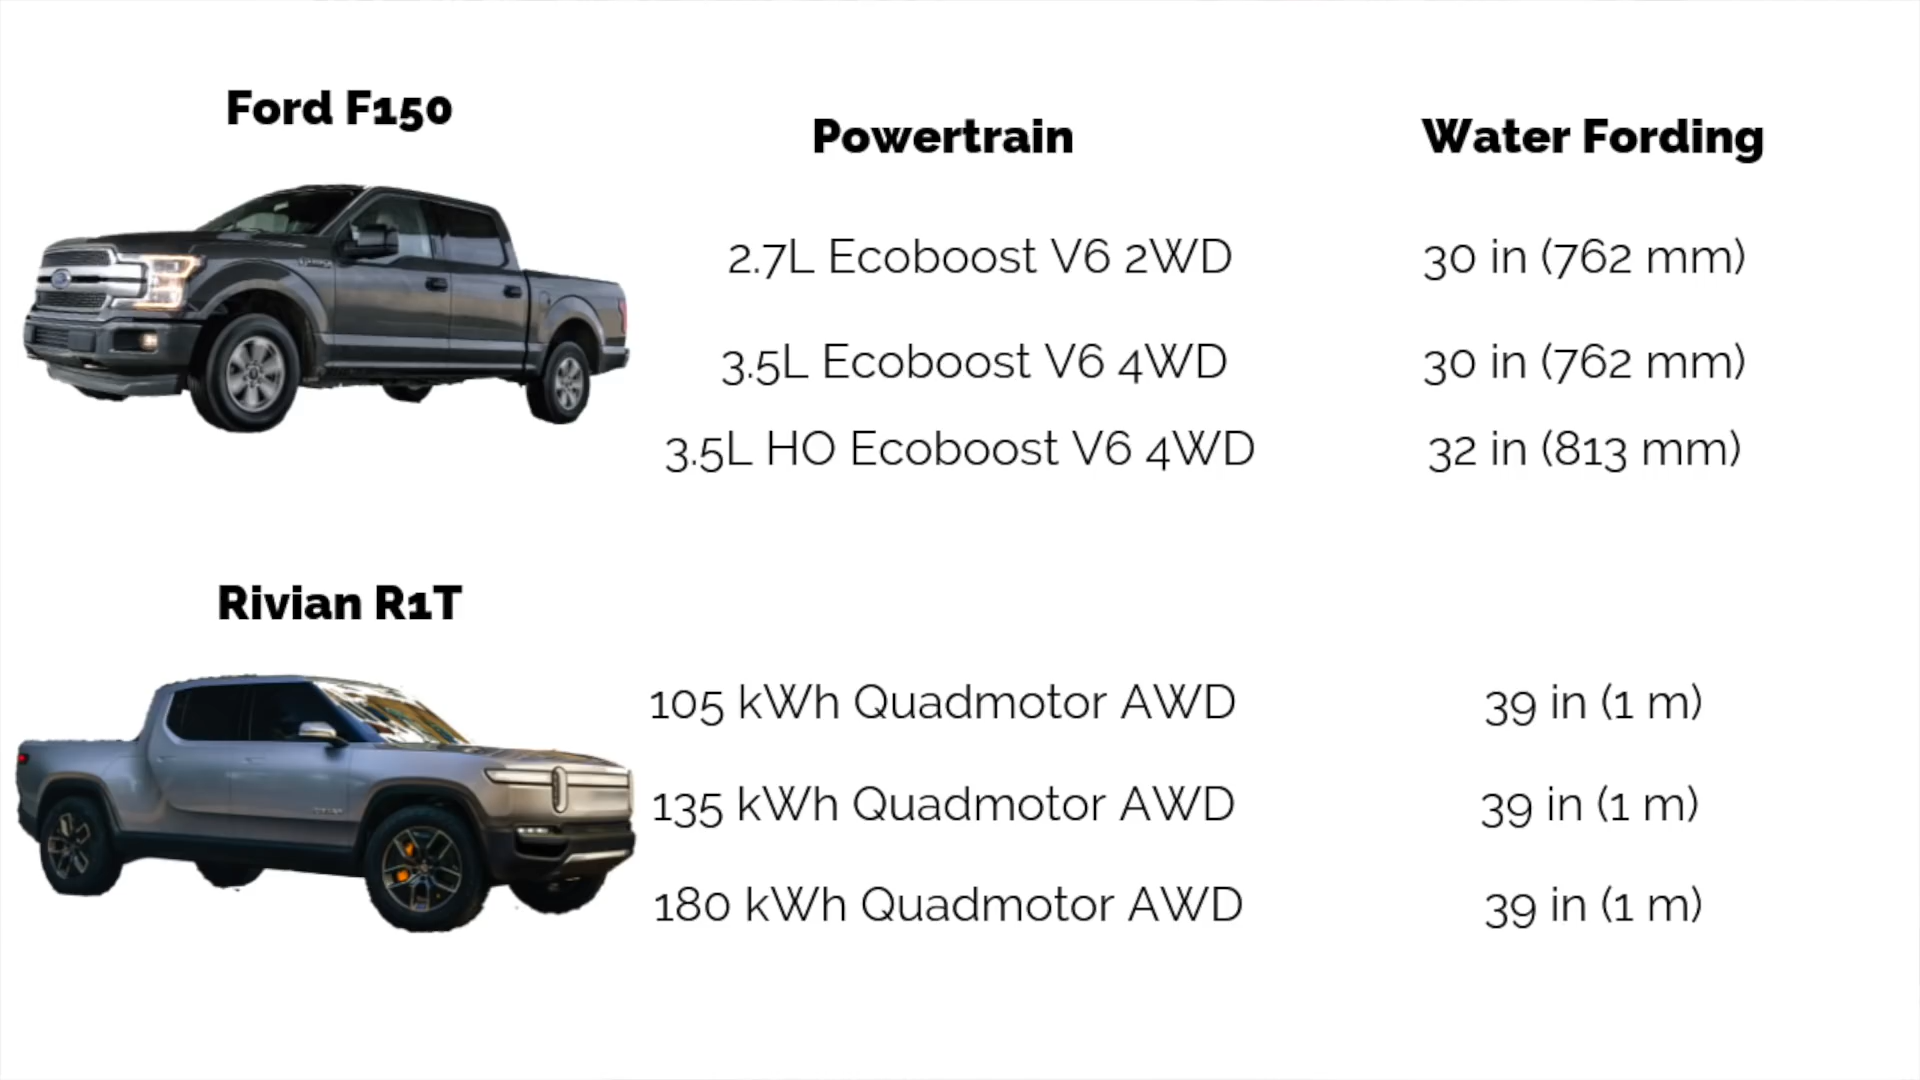 Ford F150
Powertrain
Water Fording
2.7L Ecoboost V6 2WD
30 in (762 mm)
3.5L Ecoboost V6 4WD
30 in (762 mm)
3.5L HO Ecoboost V6 4WD
32 in (813 mm)
Rivian R1T
105 kWh Quadmotor AWD
39 in (1 m)
135 kWh Quadmotor AWD
39 in (1 m)
180 kWh Quadmotor AWD
39 in (1 m)